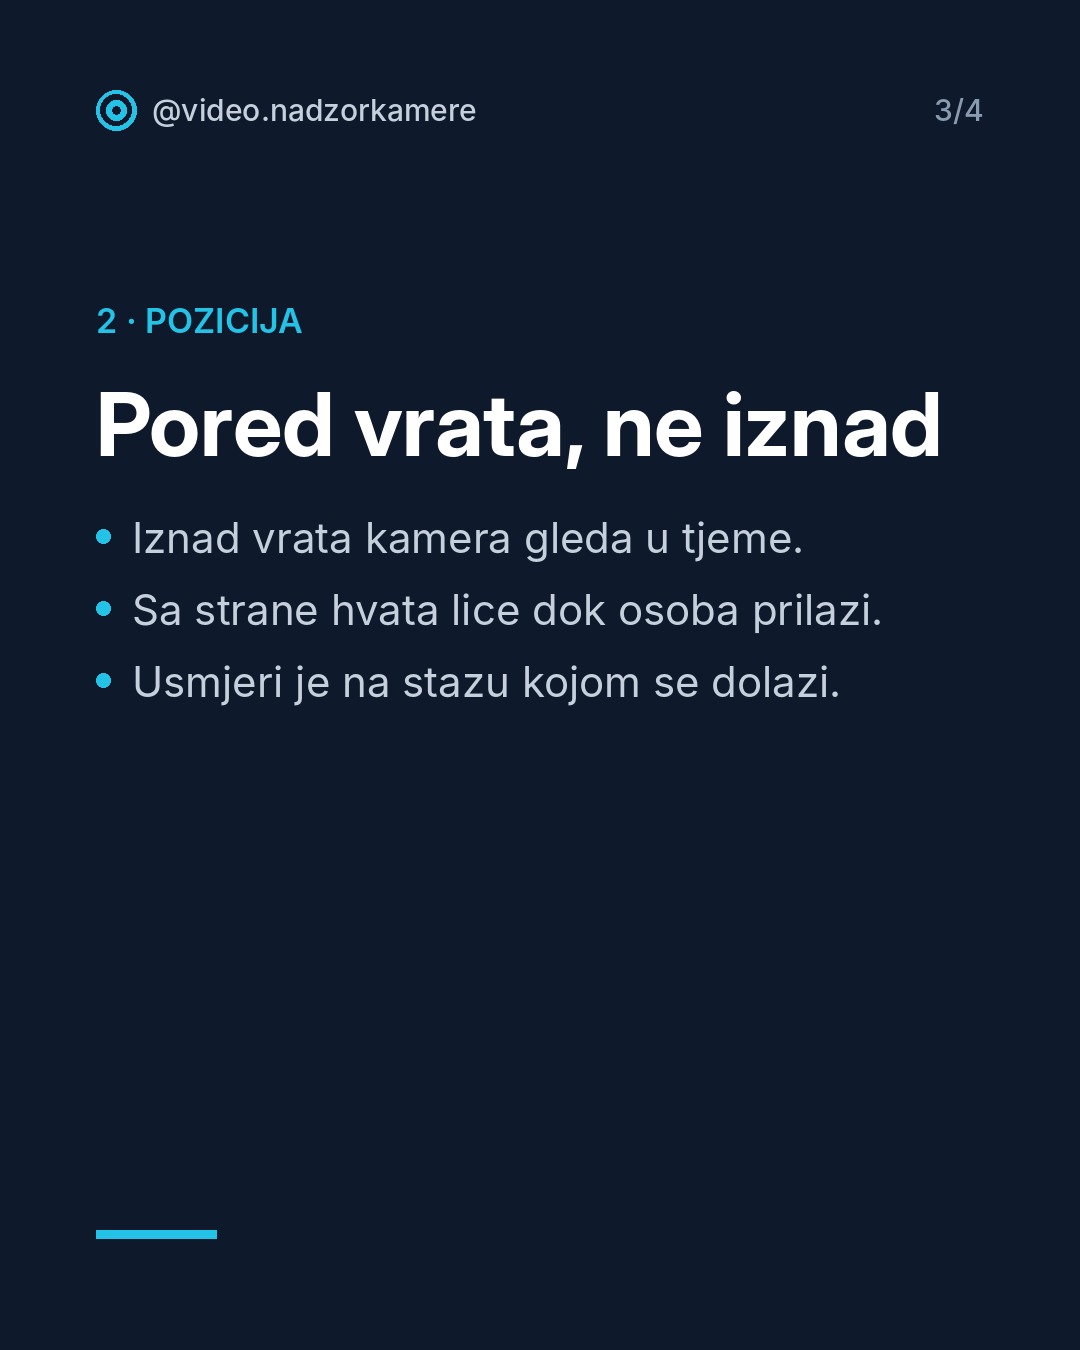 @video.nadzorkamere
3/4
2 · POZICIJA
Pored vrata, ne iznad
• Iznad vrata kamera gleda u tjeme.
• Sa strane hvata lice dok osoba prilazi.
• Usmjeri je na stazu kojom se dolazi.